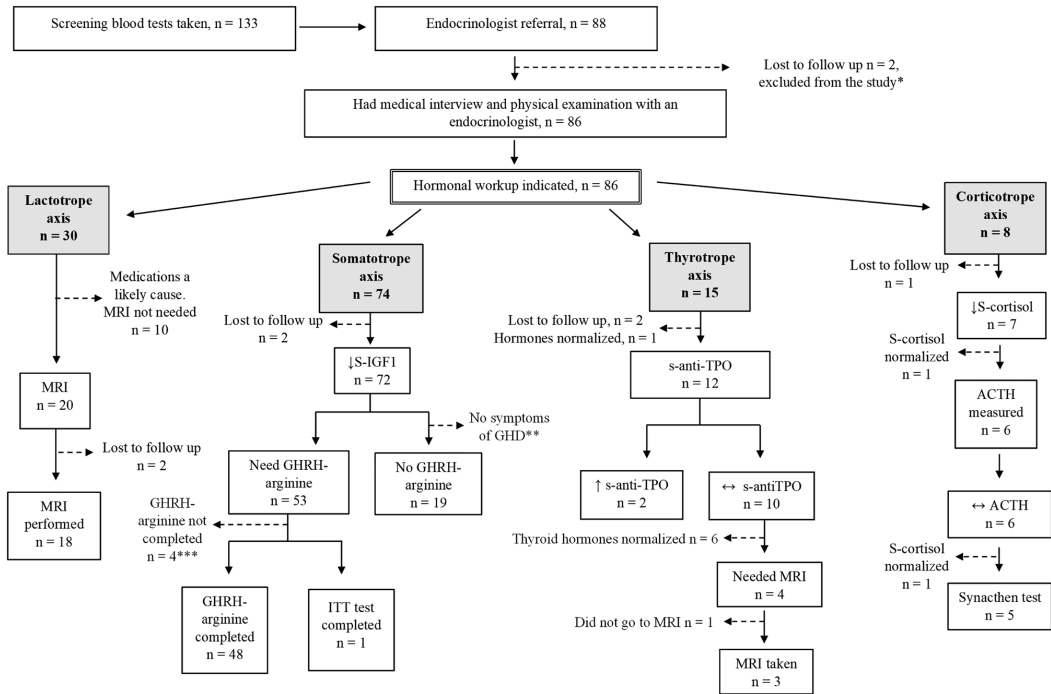 Screening blood tests taken, n = 133
Endocrinologist referral, n = 88
Lost to follow up n = 2,
excluded from the study*
Had medical interview and physical examination with an
endocrinologist, n = 86
Hormonal workup indicated, n = 86
Lactotrope
axis
n = 30
Medications a
likely cause.
MRI not needed
n = 10
MRI
n = 20
Lost to follow up
n = 2
MRI
performed
n = 18
Somatotrope
axis
n = 74
Lost to follow up
n = 2
↓S-IGF1
n = 72
No symptoms
of GHD**
Need GHRH-
arginine
n = 53
No GHRH-
arginine
n = 19
GHRH-
arginine not
completed
n = 4***
GHRH-
arginine
completed
n = 48
ITT test
completed
n = 1
Thyrotrope
axis
n = 15
Lost to follow up, n = 2
Hormones normalized, n = 1
s-anti-TPO
n = 12
↑ s-anti-TPO
n = 2
↔ s-antiTPO
n = 10
Thyroid hormones normalized n = 6
Needed MRI
n = 4
Did not go to MRI n = 1
MRI taken
n = 3
Corticotrope
axis
n = 8
Lost to follow up
n = 1
↓S-cortisol
n = 7
S-cortisol
normalized
n = 1
ACTH
measured
n = 6
↔ ACTH
n = 6
S-cortisol
normalized
n = 1
Synacthen test
n = 5